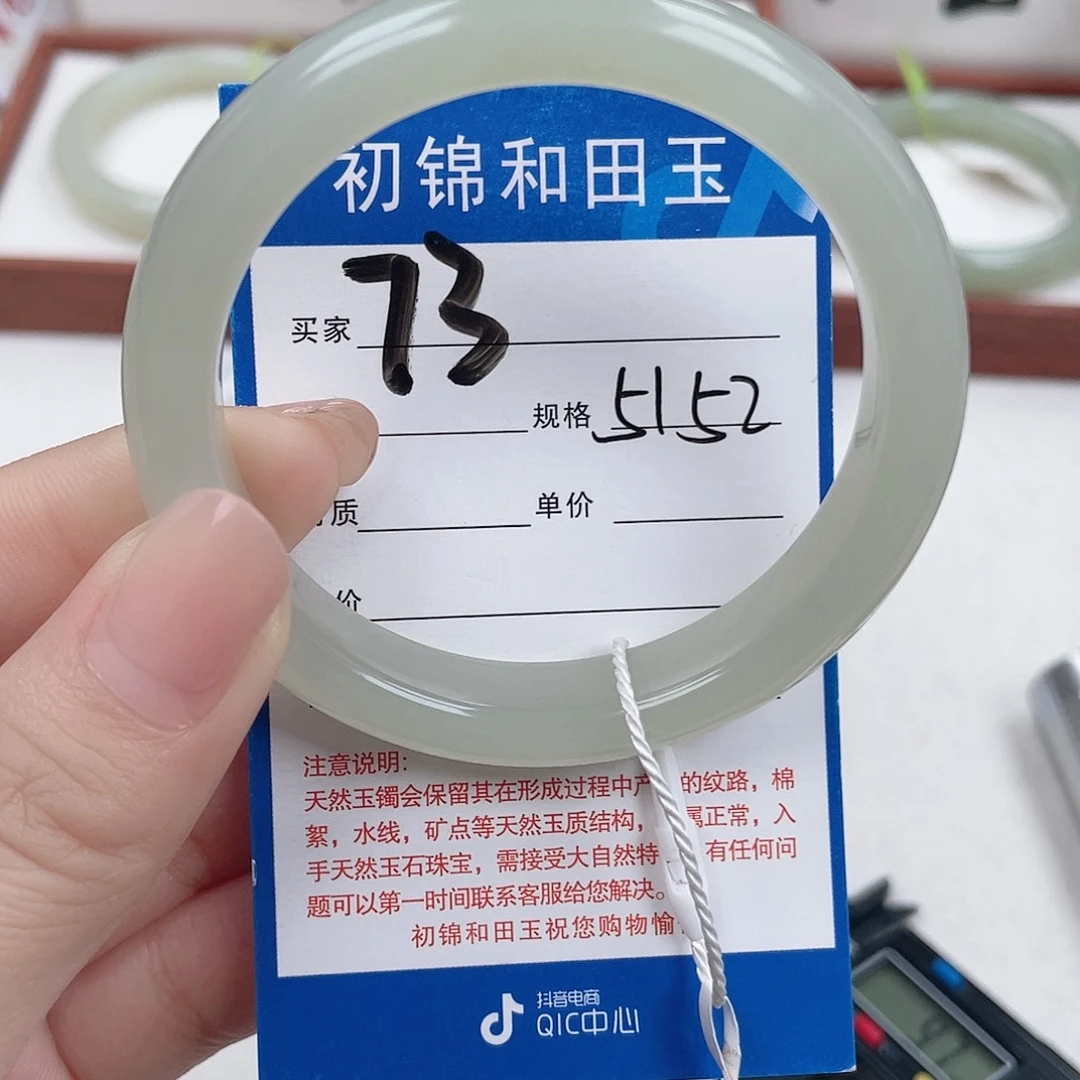 初锦和田玉
买家 73
规格 5152
质 单价
价
注意说明:
天然玉镯会保留其在形成过程中产 的纹路，棉
絮，水线，矿点等天然玉质结构， 属正常，入
手天然玉石珠宝，需接受大自然特 有任何问
题可以第一时间联系客服给您解决。
初锦和田玉祝您购物愉
抖音电商
QIC中心